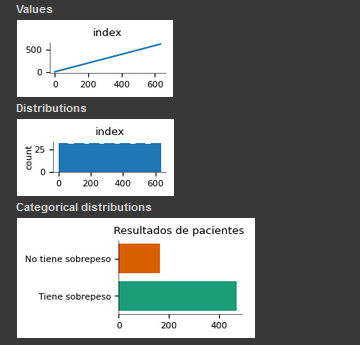 Values
index
500
0
0 200 400 600
Distributions
index
count
25
0
0 200 400 600
Categorical distributions
Resultados de pacientes
No tiene sobrepeso
Tiene sobrepeso
0 200 400